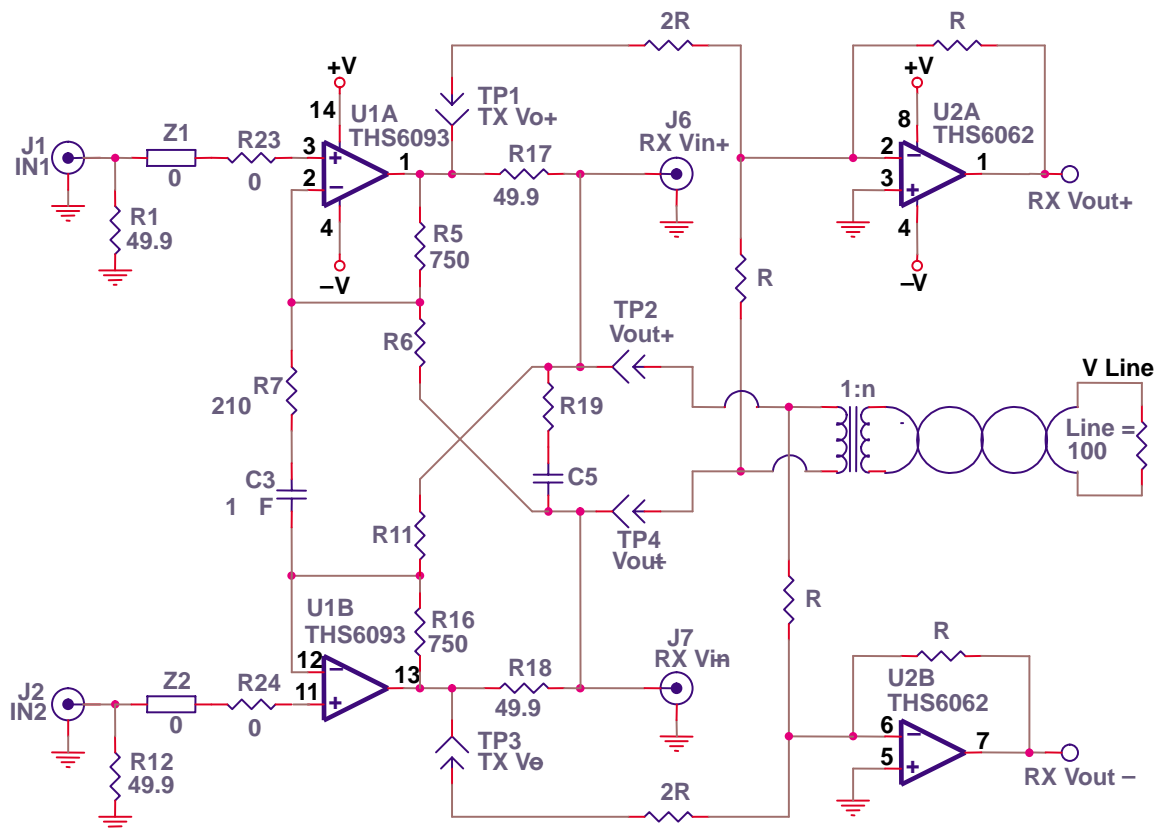 2R
R
+V
+V
14
TP1
TX Vo+
U1A
THS6093
J6
RX Vin+
8
U2A
THS6062
J1
IN1
Z1
0
R23
0
3
2
1
R17
49.9
2
3
1
RX Vout+
R1
49.9
4
–V
R5
750
4
–V
R
TP2
Vout+
R6
V Line
R7
210
1:n
R19
Line =
100
C3
1 F
C5
R11
TP4
Vout–
R
U1B
THS6093
R16
750
J7
RX Vin–
R
U2B
THS6062
J2
IN2
Z2
0
R24
0
12
11
13
R18
49.9
6
5
7
RX Vout –
R12
49.9
TP3
TX Vo–
2R